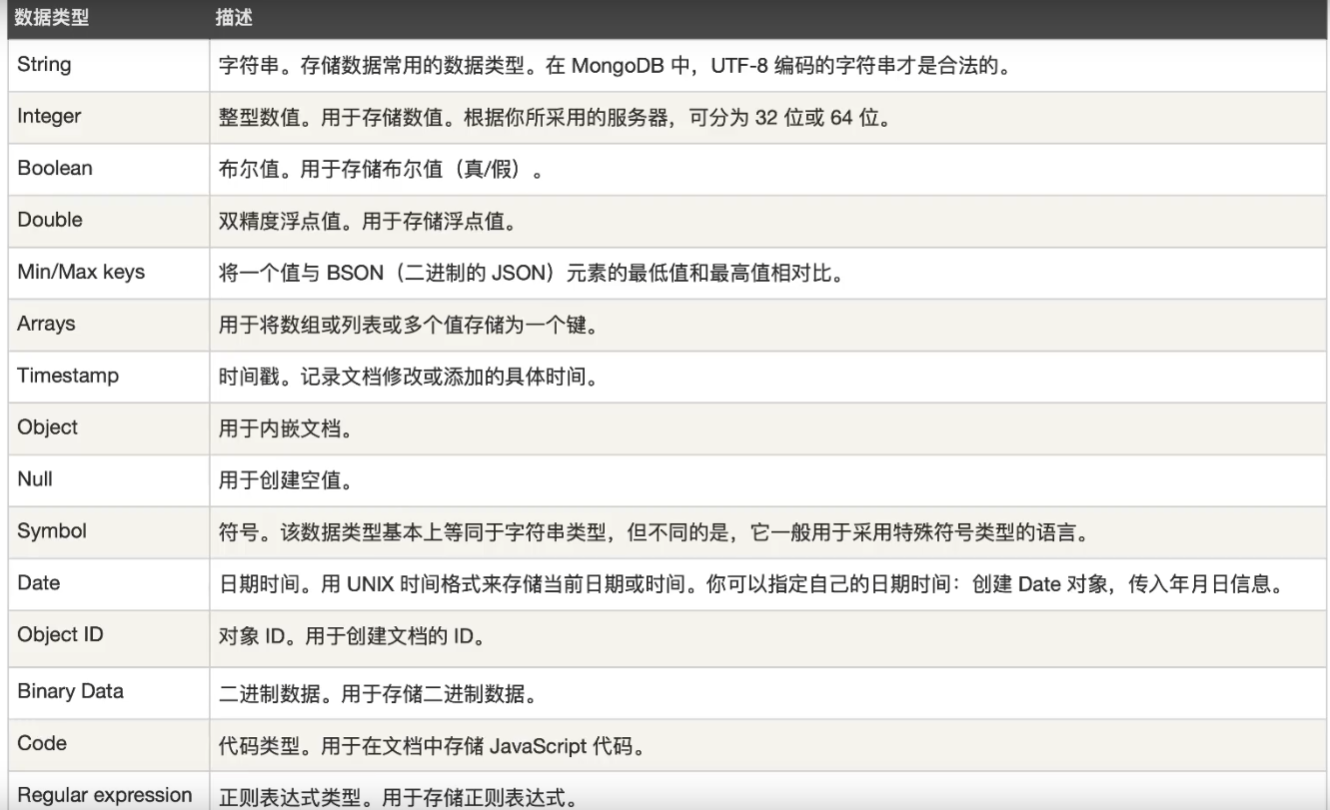 数据类型 描述
String 字符串。存储数据常用的数据类型。在 MongoDB 中，UTF-8 编码的字符串才是合法的。
Integer 整型数值。用于存储数值。根据你所采用的服务器，可分为 32 位或 64 位。
Boolean 布尔值。用于存储布尔值（真/假）。
Double 双精度浮点值。用于存储浮点值。
Min/Max keys 将一个值与 BSON（二进制的 JSON）元素的最低值和最高值相对比。
Arrays 用于将数组或列表或多个值存储为一个键。
Timestamp 时间戳。记录文档修改或添加的具体时间。
Object 用于内嵌文档。
Null 用于创建空值。
Symbol 符号。该数据类型基本上等同于字符串类型，但不同的是，它一般用于采用特殊符号类型的语言。
Date 日期时间。用 UNIX 时间格式来存储当前日期或时间。你可以指定自己的日期时间：创建 Date 对象，传入年月日信息。
Object ID 对象 ID。用于创建文档的 ID。
Binary Data 二进制数据。用于存储二进制数据。
Code 代码类型。用于在文档中存储 JavaScript 代码。
Regular expression 正则表达式类型。用于存储正则表达式。